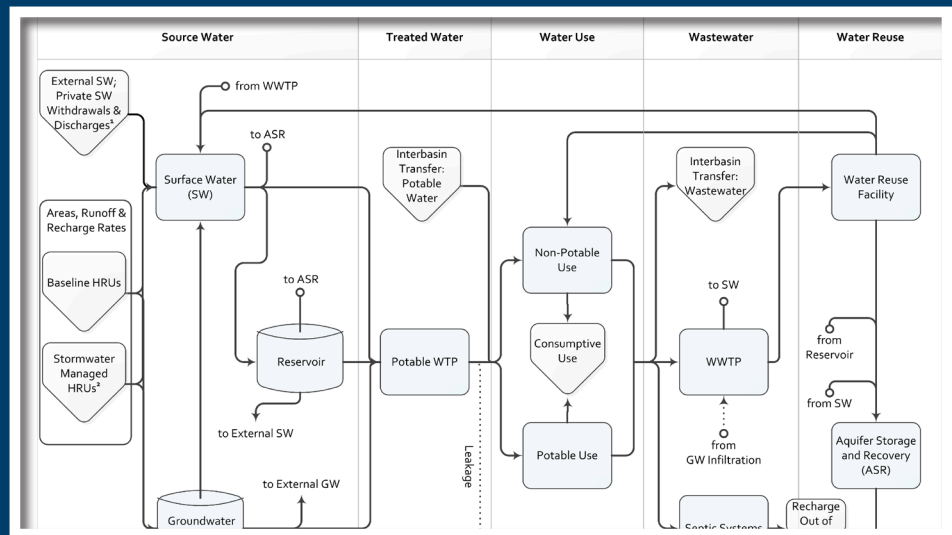 Source Water
Treated Water
Water Use
Wastewater
Water Reuse
External SW;
Private SW
Withdrawals &
Discharges¹
from WWTP
to ASR
Surface Water
(SW)
Interbasin
Transfer:
Potable
Water
Interbasin
Transfer:
Wastewater
Water Reuse
Facility
Areas, Runoff &
Recharge Rates
Baseline HRUs
Non-Potable
Use
to ASR
to SW
Stormwater
Managed
HRUs²
Reservoir
Potable WTP
Consumptive
Use
WWTP
from
Reservoir
from SW
to External SW
Leakage
Potable Use
from
GW Infiltration
Aquifer Storage
and Recovery
(ASR)
to External GW
Groundwater
Septic Systems
Recharge
Out of